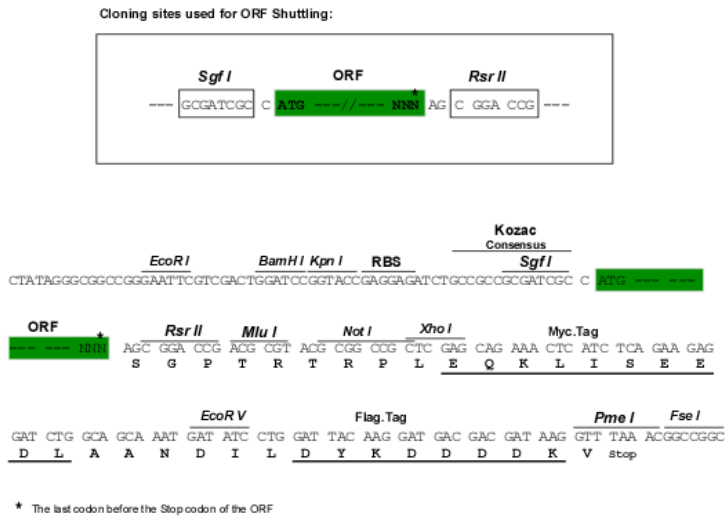 Cloning sites used for ORF Shuttling:
Sgf I ORF Rsr II
*
--- GCGATCGC C ATG ---//--- NNN AG C GGA CCG ---
Kozac
Consensus
EcoR I BamH I Kpn I RBS Sgf I
CTATAGGGCGGCCGGGAATTCGTCGACTGGATCCGGTACCGAGGAGATCTGCCGCCGCGATCGC C ATG --- ---
ORF * Rsr II Mlu I Not I Xho I Myc.Tag
--- --- NNN AGC GGA CCG ACG CGT ACG CGG CCG CTC GAG CAG AAA CTC ATC TCA GAA GAG
S G P T R T R P L E Q K L I S E E
EcoR V Flag.Tag Pme I Fse I
GAT CTG GCA GCA AAT GAT ATC CTG GAT TAC AAG GAT GAC GAC GAT AAG GTT TAA ACGGCCGGC
D L A A N D I L D Y K D D D D K V Stop
* The last codon before the Stop codon of the ORF